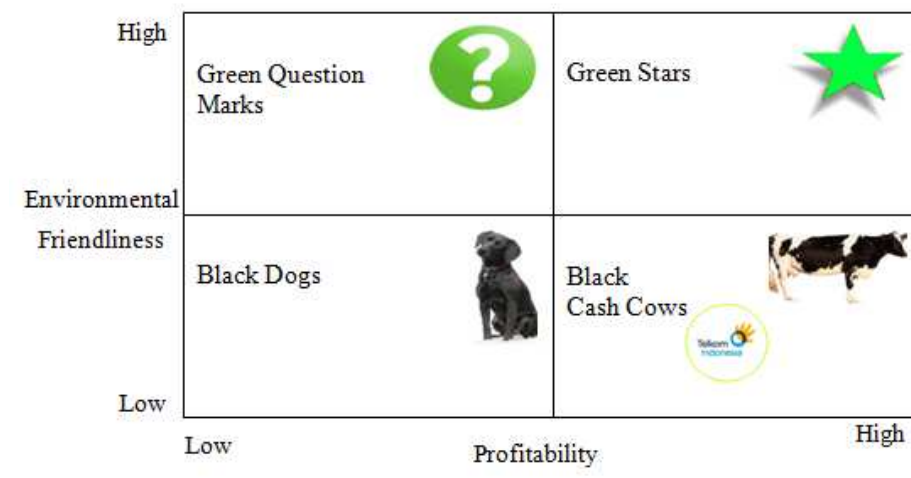 High
Green Question
Marks
?
Green Stars
Environmental
Friendliness
Black Dogs
Black
Cash Cows
Telkom
Indonesia
Low
Low
Profitability
High